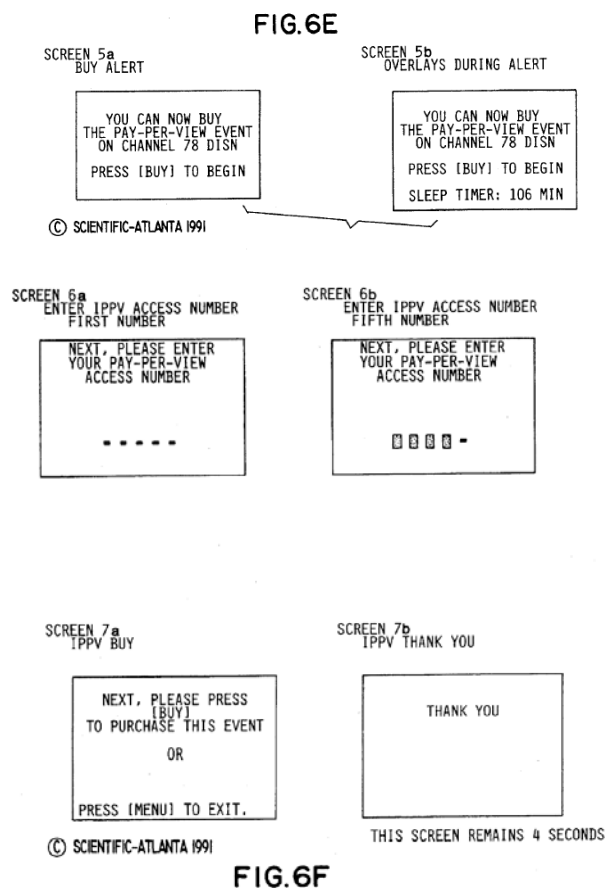 FIG.6E
SCREEN 5a
BUY ALERT
YOU CAN NOW BUY
THE PAY-PER-VIEW EVENT
ON CHANNEL 78 DISN
PRESS [BUY] TO BEGIN
SCREEN 5b
OVERLAYS DURING ALERT
YOU CAN NOW BUY
THE PAY-PER-VIEW EVENT
ON CHANNEL 78 DISN
PRESS [BUY] TO BEGIN
SLEEP TIMER: 106 MIN
© SCIENTIFIC-ATLANTA 1991
SCREEN 6a
ENTER IPPV ACCESS NUMBER
FIRST NUMBER
NEXT, PLEASE ENTER
YOUR PAY-PER-VIEW
ACCESS NUMBER
- - - - -
SCREEN 6b
ENTER IPPV ACCESS NUMBER
FIFTH NUMBER
NEXT, PLEASE ENTER
YOUR PAY-PER-VIEW
ACCESS NUMBER
-
SCREEN 7a
IPPV BUY
NEXT, PLEASE PRESS
[BUY]
TO PURCHASE THIS EVENT
OR
PRESS [MENU] TO EXIT.
SCREEN 7b
IPPV THANK YOU
THANK YOU
THIS SCREEN REMAINS 4 SECONDS
© SCIENTIFIC-ATLANTA 1991
FIG.6F